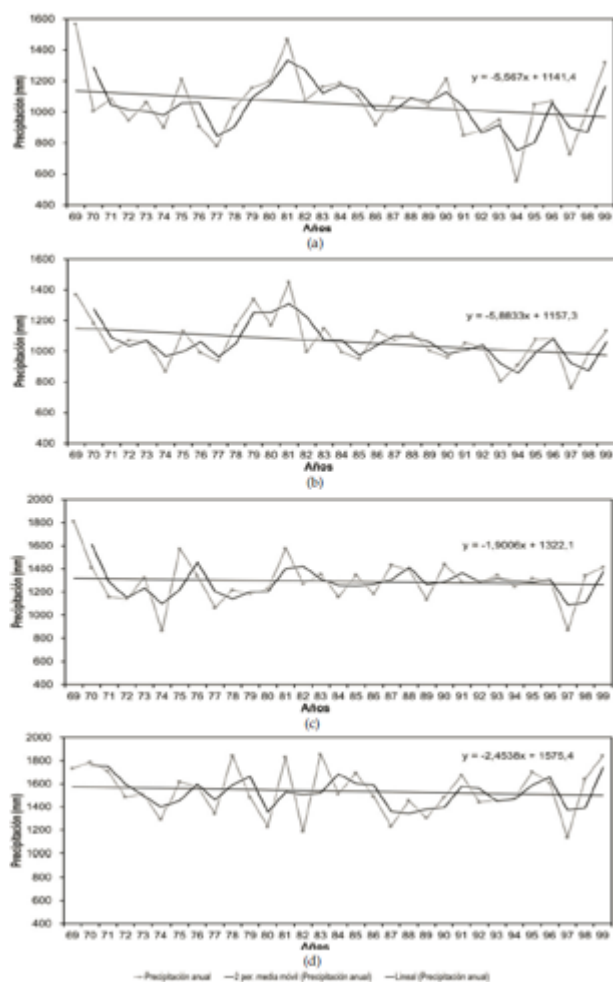 1600
1400
1200
1000
800
600
400
Precipitación (mm)
y = -5,567x + 1141,4
69 70 71 72 73 74 75 76 77 78 79 80 81 82 83 84 85 86 87 88 89 90 91 92 93 94 95 96 97 98 99
Años
(a)
1600
1400
1200
1000
800
600
400
Precipitación (mm)
y = -5,8833x + 1157,3
69 70 71 72 73 74 75 76 77 78 79 80 81 82 83 84 85 86 87 88 89 90 91 92 93 94 95 96 97 98 99
Años
(b)
2000
1800
1600
1400
1200
1000
800
600
400
Precipitación (mm)
y = -1,9006x + 1322,1
69 70 71 72 73 74 75 76 77 78 79 80 81 82 83 84 85 86 87 88 89 90 91 92 93 94 95 96 97 98 99
Años
(c)
2000
1800
1600
1400
1200
1000
800
600
400
Precipitación (mm)
y = -2,4538x + 1575,4
69 70 71 72 73 74 75 76 77 78 79 80 81 82 83 84 85 86 87 88 89 90 91 92 93 94 95 96 97 98 99
Años
(d)
Precipitación anual 2 per. media móvil (Precipitación anual) Lineal (Precipitación anual)